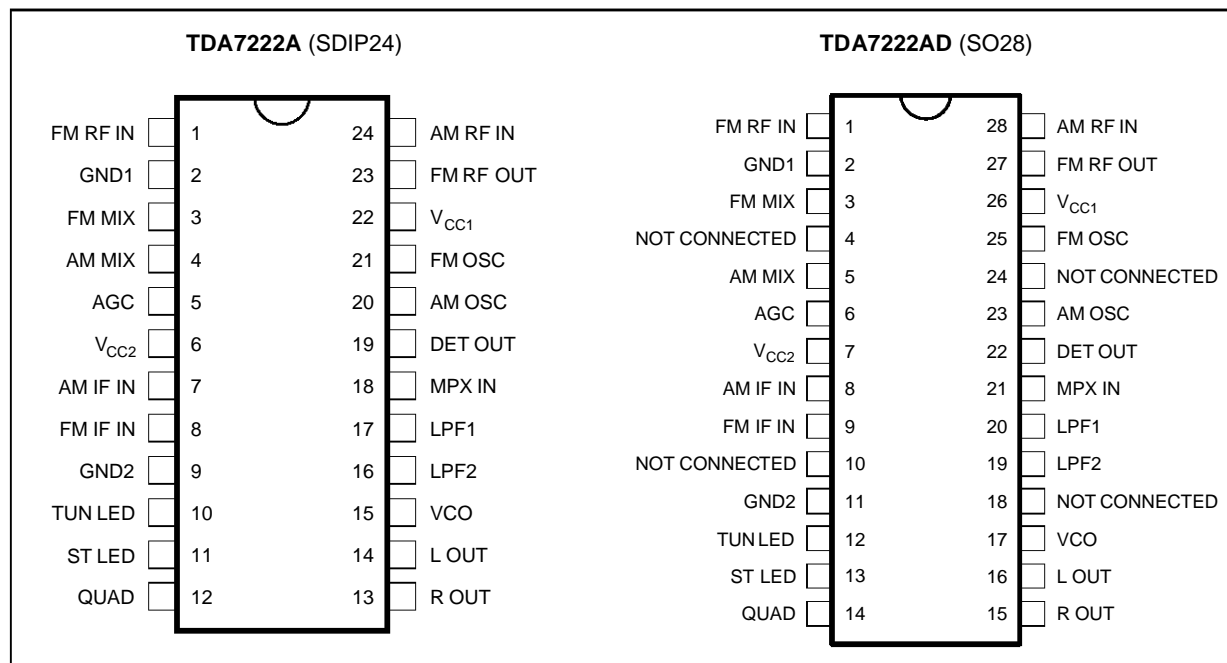 TDA7222A (SDIP24)
FM RF IN 1 24 AM RF IN
GND1 2 23 FM RF OUT
FM MIX 3 22 VCC1
AM MIX 4 21 FM OSC
AGC 5 20 AM OSC
VCC2 6 19 DET OUT
AM IF IN 7 18 MPX IN
FM IF IN 8 17 LPF1
GND2 9 16 LPF2
TUN LED 10 15 VCO
ST LED 11 14 L OUT
QUAD 12 13 R OUT
TDA7222AD (SO28)
FM RF IN 1 28 AM RF IN
GND1 2 27 FM RF OUT
FM MIX 3 26 VCC1
NOT CONNECTED 4 25 FM OSC
AM MIX 5 24 NOT CONNECTED
AGC 6 23 AM OSC
VCC2 7 22 DET OUT
AM IF IN 8 21 MPX IN
FM IF IN 9 20 LPF1
NOT CONNECTED 10 19 LPF2
GND2 11 18 NOT CONNECTED
TUN LED 12 17 VCO
ST LED 13 16 L OUT
QUAD 14 15 R OUT